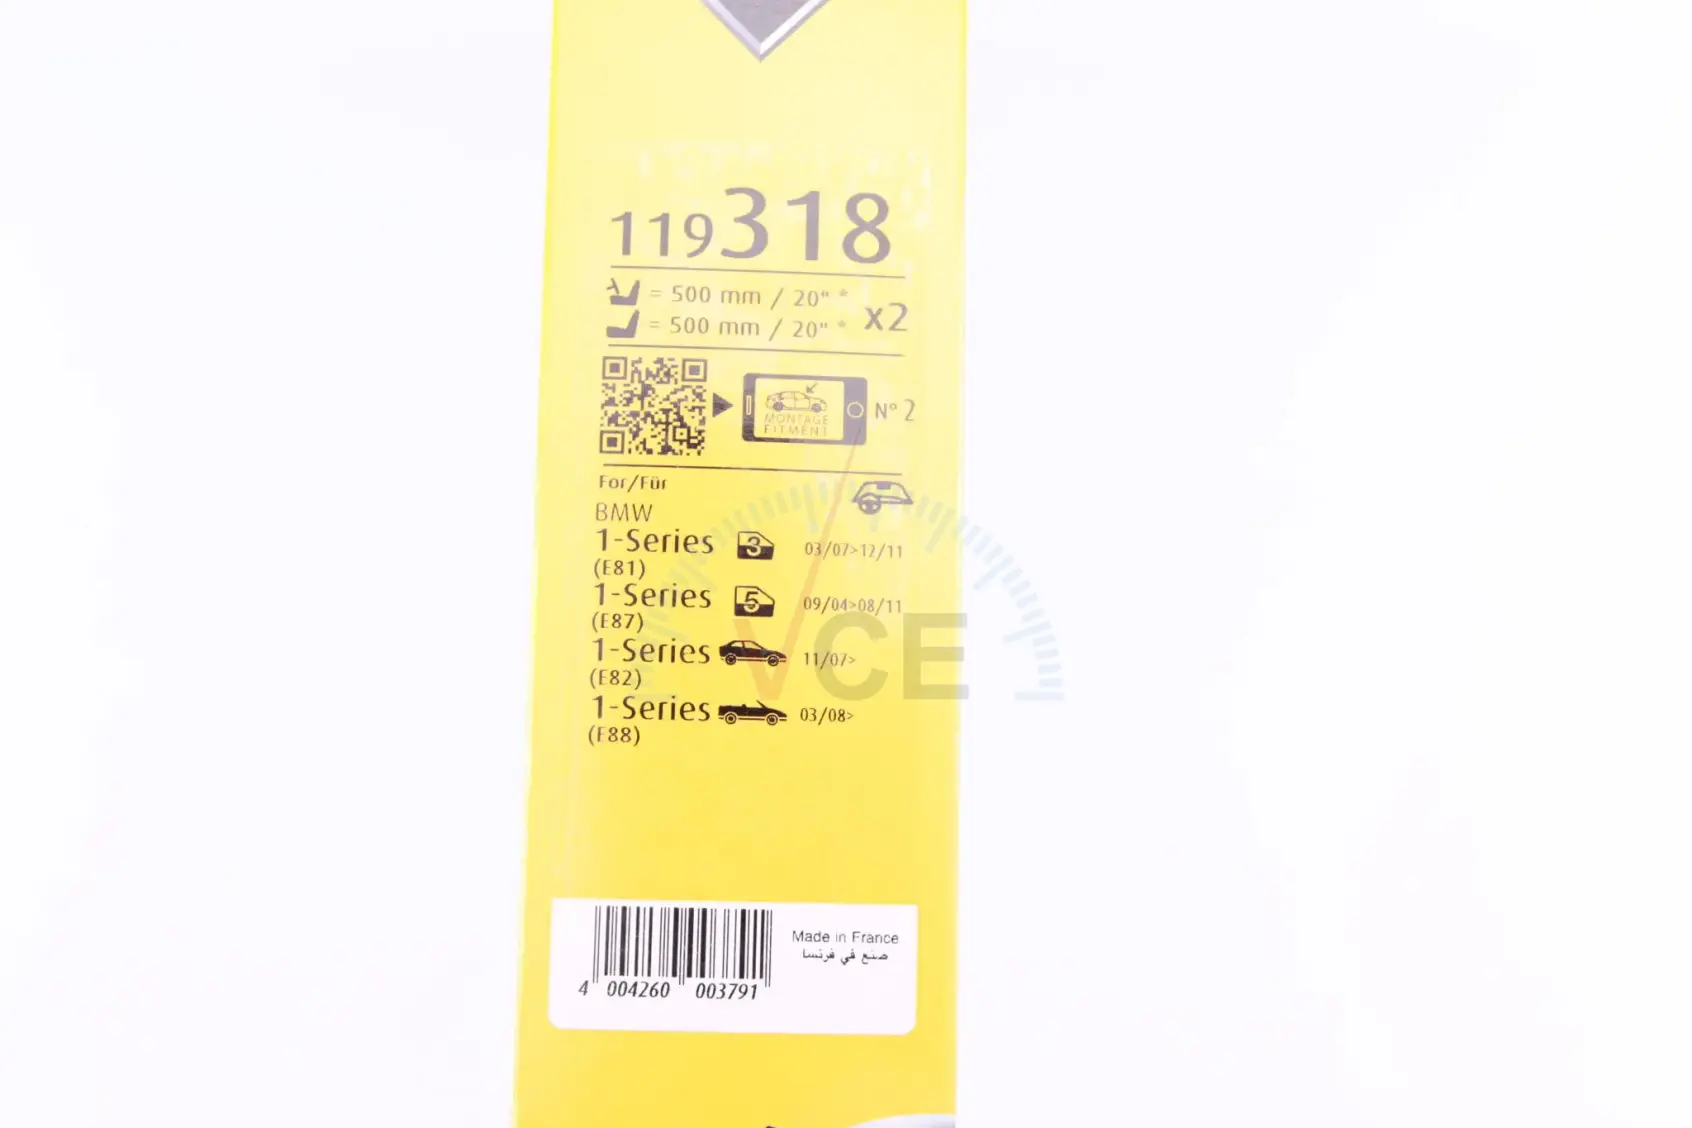 119318
= 500 mm / 20" *
= 500 mm / 20" *
x2
MONTAGE
FITMENT
N° 2
For/Für
BMW
1-Series 3 03/07>12/11
(E81)
1-Series 5 09/04>08/11
(E87)
1-Series 11/07>
(E82)
1-Series 03/08>
(E88)
VCE
Made in France
صنع في فرنسا
4 004260 003791